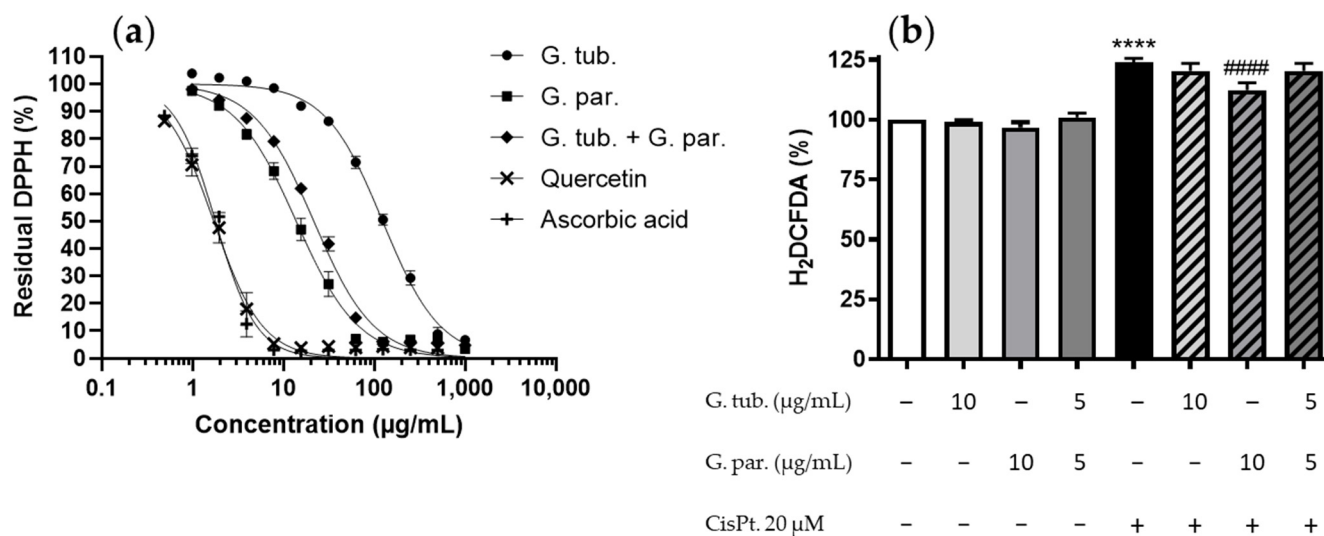 (a)
Residual DPPH (%)
110
100
90
80
70
60
50
40
30
20
10
0
0.1 1 10 100 1,000 10,000
Concentration (µg/mL)
G. tub.
G. par.
G. tub. + G. par.
Quercetin
Ascorbic acid
(b)
H₂DCFDA (%)
125
100
75
50
25
0
****
####
G. tub. (µg/mL) – 10 – 5 – 10 – 5
G. par. (µg/mL) – – 10 5 – – 10 5
CisPt. 20 µM – – – – + + + +